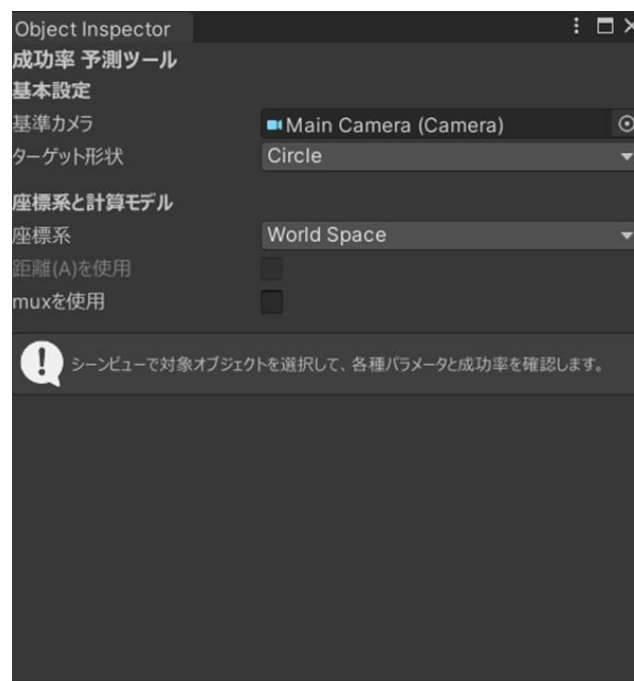 Object Inspector
成功率 予測ツール
基本設定
基準カメラ Main Camera (Camera)
ターゲット形状 Circle
座標系と計算モデル
座標系 World Space
距離(A)を使用
muxを使用
シーンビューで対象オブジェクトを選択して、各種パラメータと成功率を確認します。